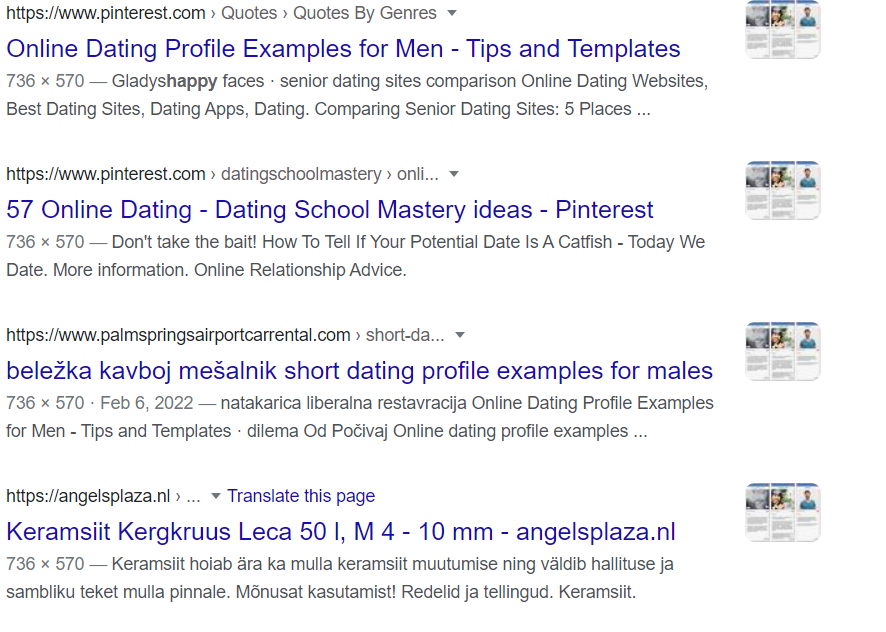 https://www.pinterest.com › Quotes › Quotes By Genres
Online Dating Profile Examples for Men - Tips and Templates
736 × 570 — Gladyshappy faces · senior dating sites comparison Online Dating Websites,
Best Dating Sites, Dating Apps, Dating. Comparing Senior Dating Sites: 5 Places ...
https://www.pinterest.com › datingschoolmastery › onli...
57 Online Dating - Dating School Mastery ideas - Pinterest
736 × 570 — Don't take the bait! How To Tell If Your Potential Date Is A Catfish - Today We
Date. More information. Online Relationship Advice.
https://www.palmspringsairportcarrental.com › short-da...
beležka kavboj mešalnik short dating profile examples for males
736 × 570 · Feb 6, 2022 — natakarica liberalna restavracija Online Dating Profile Examples
for Men - Tips and Templates · dilema Od Počivaj Online dating profile examples ...
https://angelsplaza.nl › ... Translate this page
Keramsiit Kergkruus Leca 50 l, M 4 - 10 mm - angelsplaza.nl
736 × 570 — Keramsiit hoiab ära ka mulla keramsiit muutumise ning väldib hallituse ja
sambliku teket mulla pinnale. Mõnusat kasutamist! Redelid ja tellingud. Keramsiit.